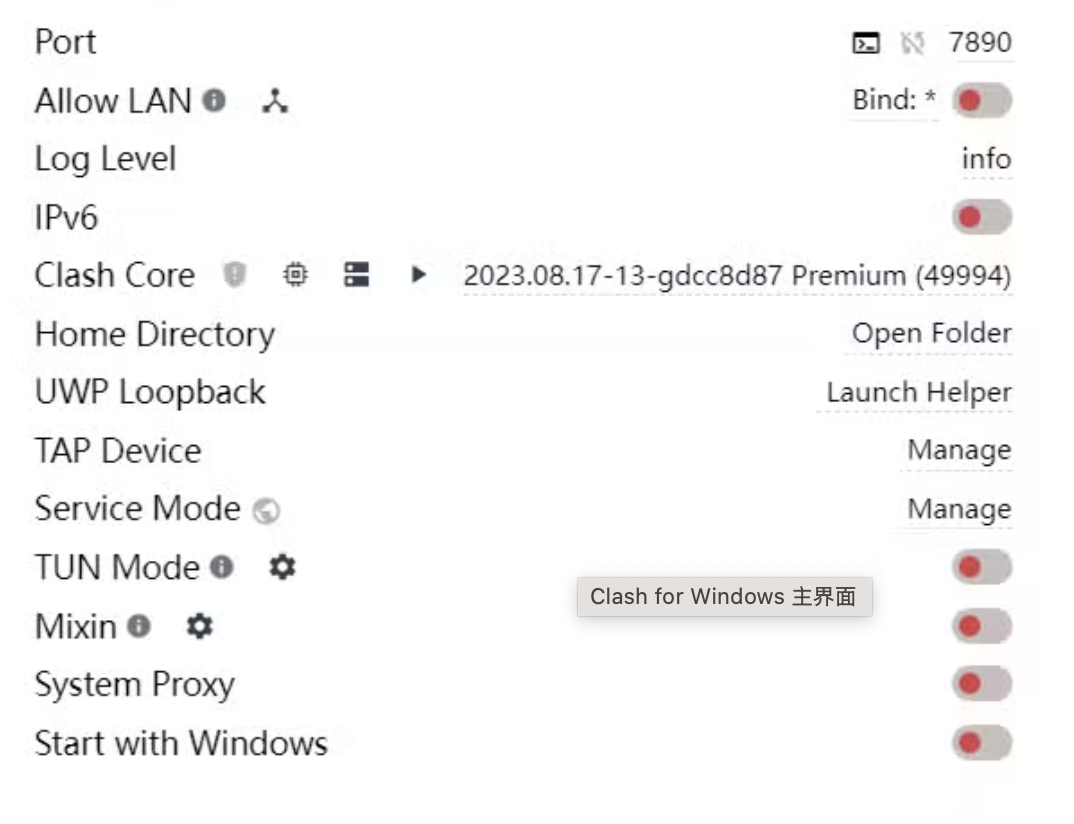 Port 7890
Allow LAN Bind: *
Log Level info
IPv6
Clash Core 2023.08.17-13-gdcc8d87 Premium (49994)
Home Directory Open Folder
UWP Loopback Launch Helper
TAP Device Manage
Service Mode Manage
TUN Mode
Clash for Windows 主界面
Mixin
System Proxy
Start with Windows